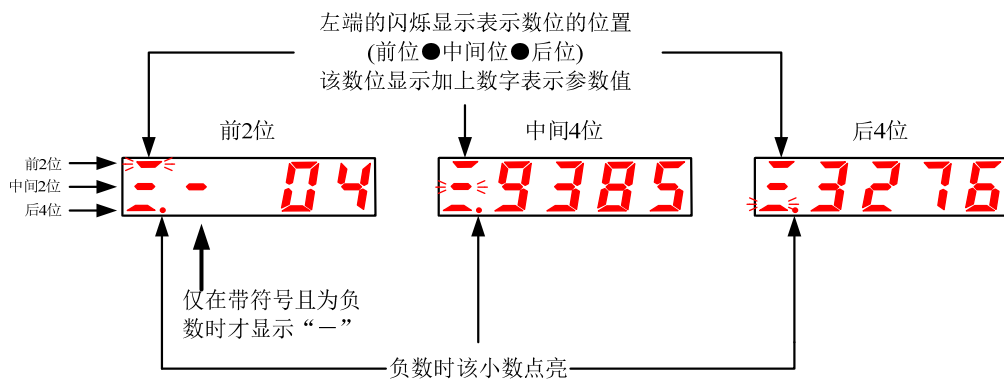 左端的闪烁显示表示数位的位置
(前位●中间位●后位)
该数位显示加上数字表示参数值
前2位
中间4位
后4位
前2位
中间2位
后4位
- 04
9385
3276
仅在带符号且为负
数时才显示“－”
负数时该小数点亮